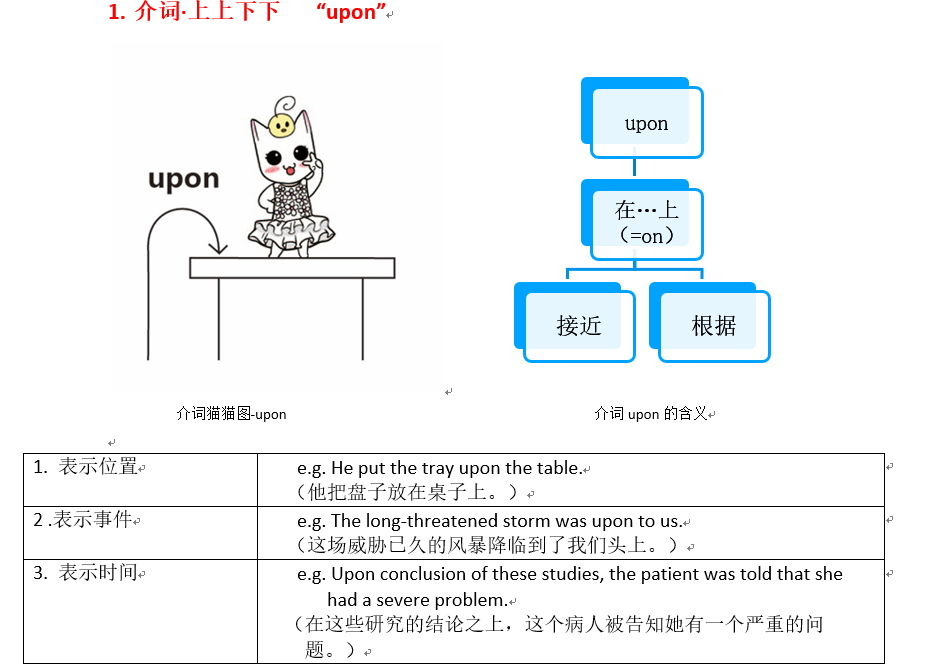 1. 介词·上上下下 “upon”
upon
upon
在…上
（=on）
接近
根据
介词猫猫图-upon
介词 upon 的含义
1. 表示位置
e.g. He put the tray upon the table.
（他把盘子放在桌子上。）
2 .表示事件
e.g. The long-threatened storm was upon to us.
（这场威胁已久的风暴降临到了我们头上。）
3. 表示时间
e.g. Upon conclusion of these studies, the patient was told that she
had a severe problem.
（在这些研究的结论之上，这个病人被告知她有一个严重的问
题。）